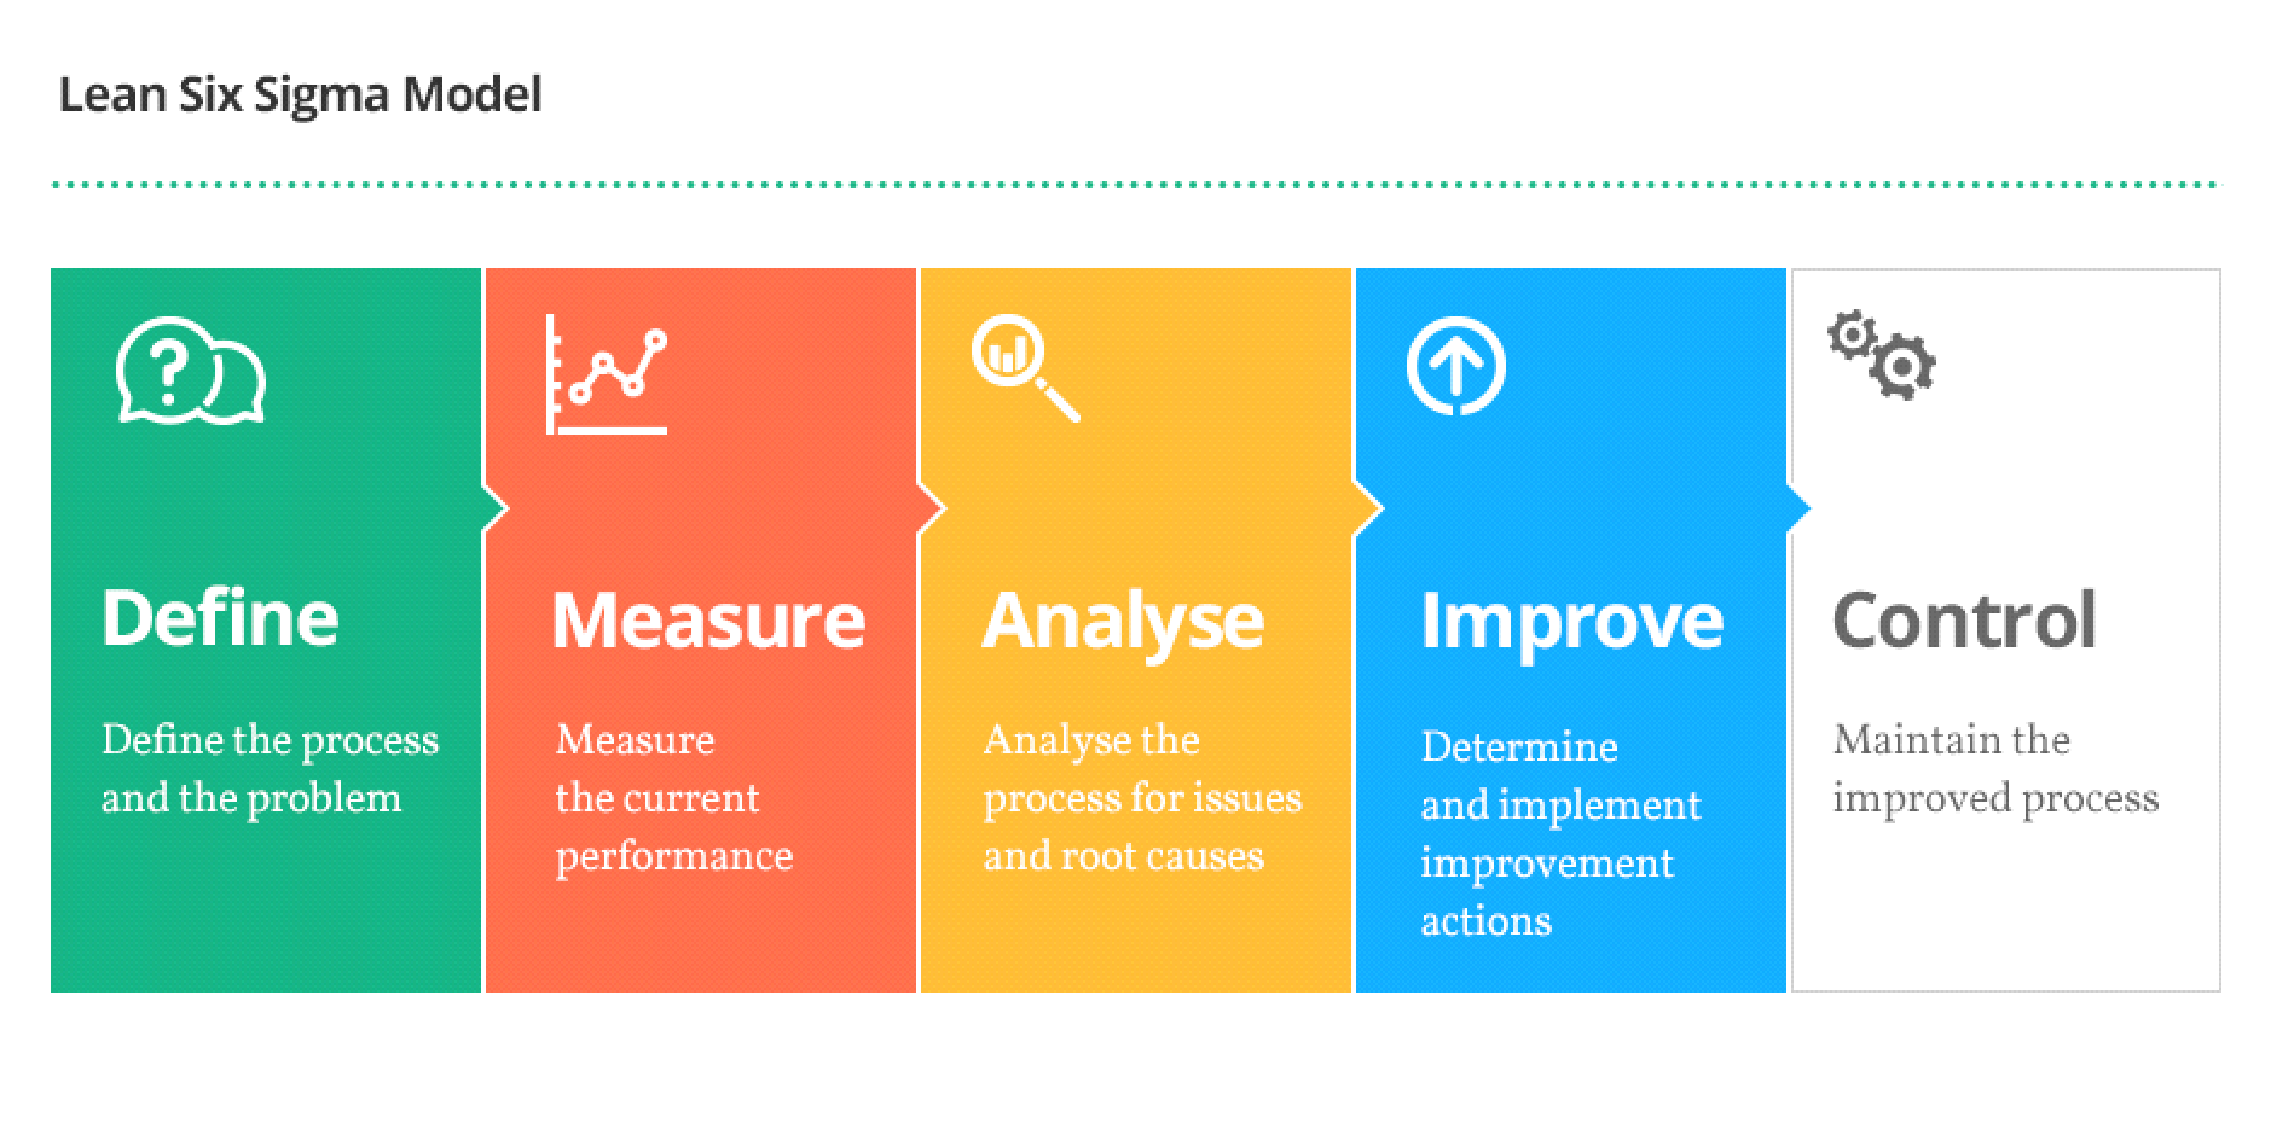 Lean Six Sigma Model
Define
Define the process
and the problem
Measure
Measure
the current
performance
Analyse
Analyse the
process for issues
and root causes
Improve
Determine
and implement
improvement
actions
Control
Maintain the
improved process